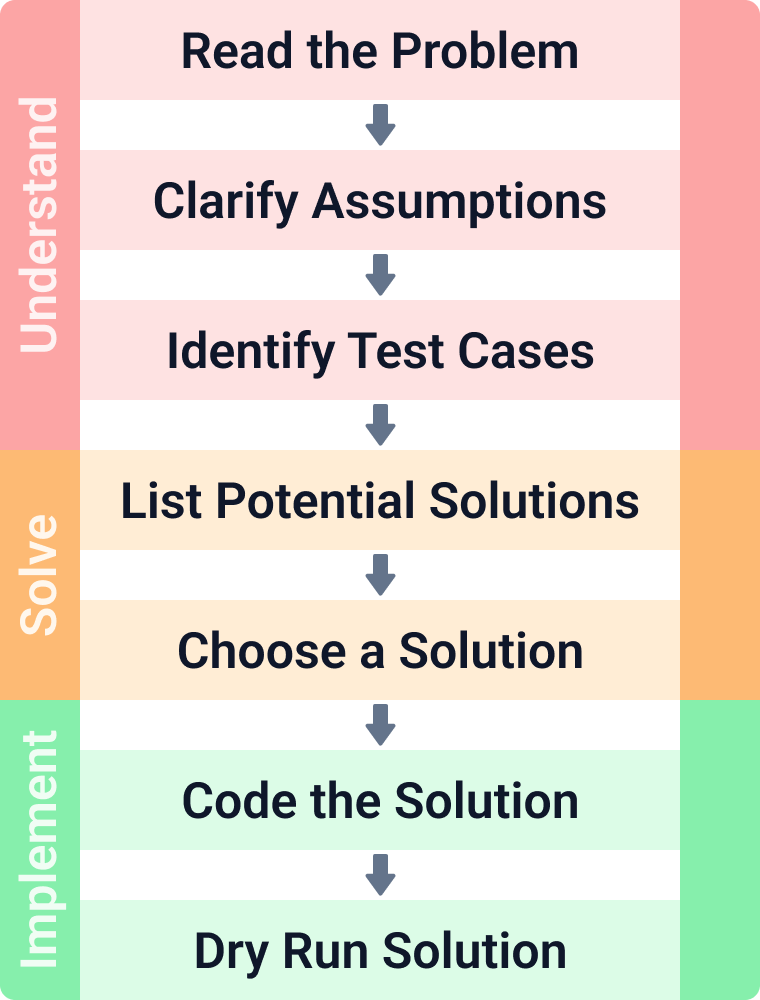 Understand
Read the Problem
Clarify Assumptions
Identify Test Cases
Solve
List Potential Solutions
Choose a Solution
Implement
Code the Solution
Dry Run Solution